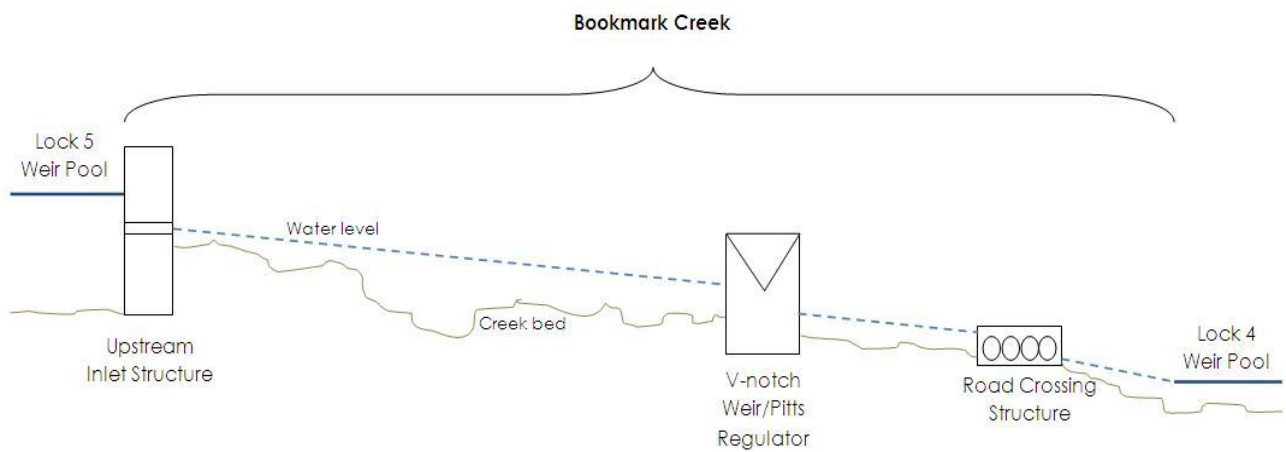 Bookmark Creek
Lock 5
Weir Pool
Water level
Creek bed
Upstream
Inlet Structure
V-notch
Weir/Pitts
Regulator
Road Crossing
Structure
Lock 4
Weir Pool